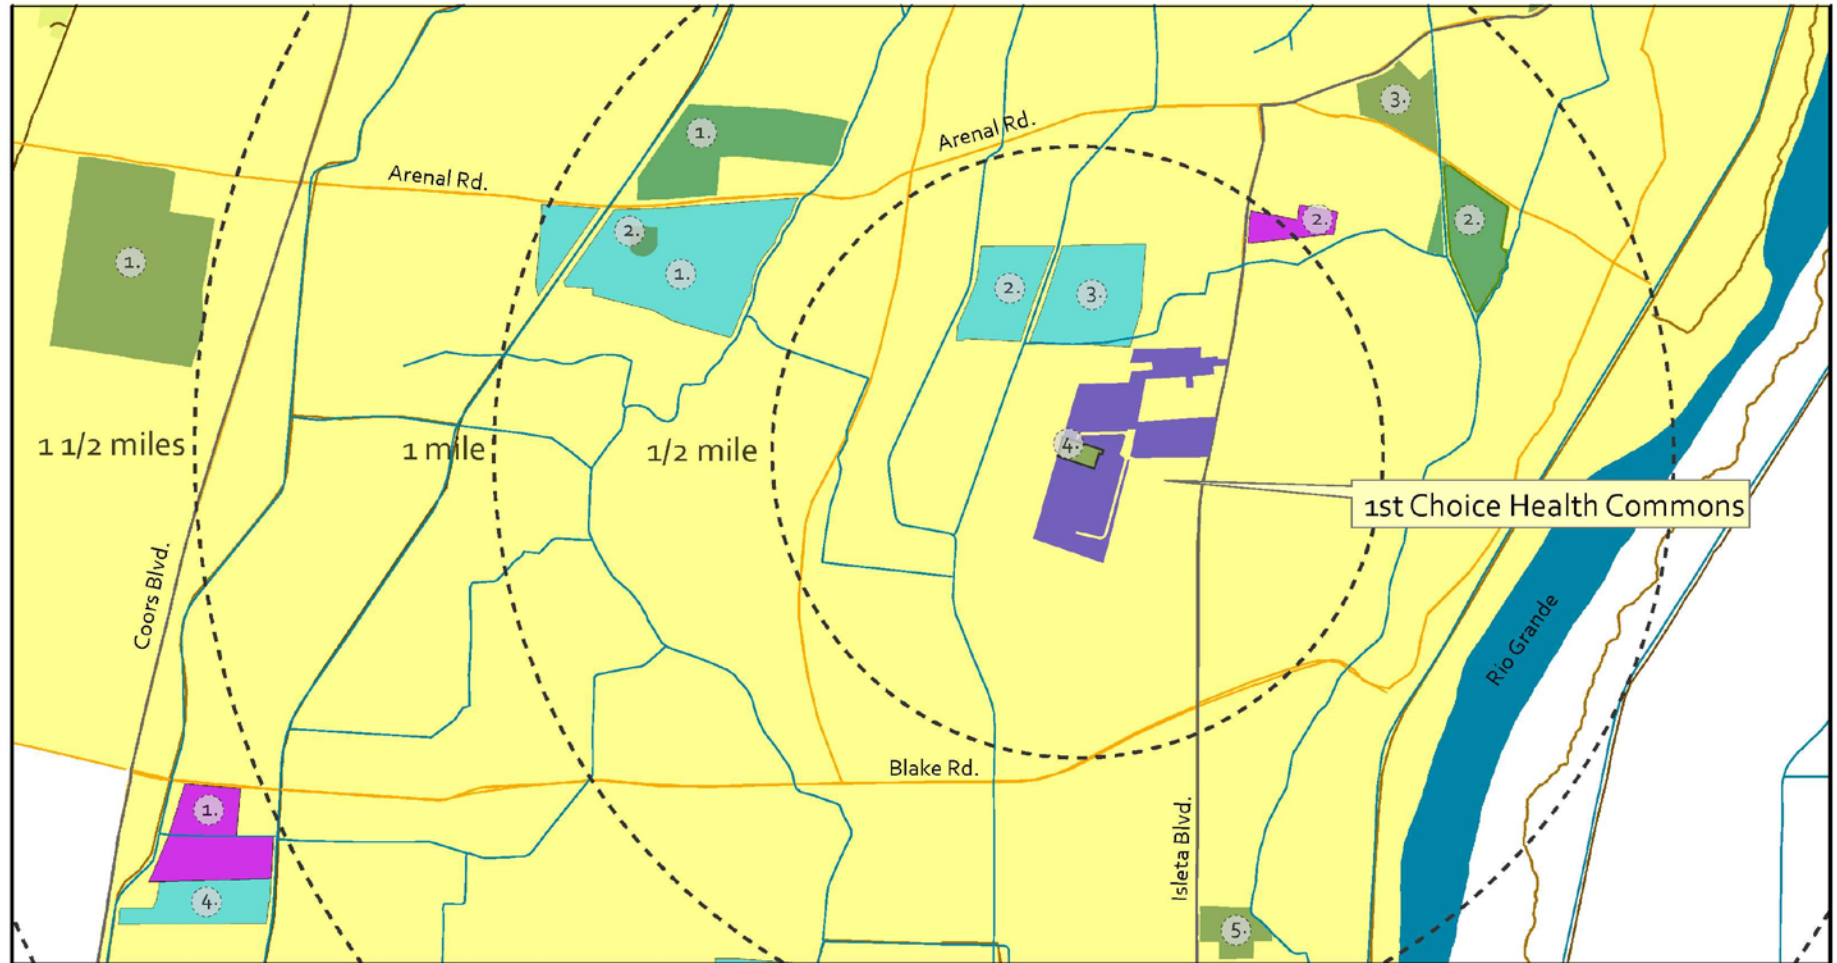 3.
1.
Arenal Rd.
Arenal Rd.
2.
2.
2.
1.
1.
2.
3.
1 1/2 miles
1 mile
1/2 mile
4.
1st Choice Health Commons
Coors Blvd.
Rio Grande
Blake Rd.
1.
Isleta Blvd.
4.
5.